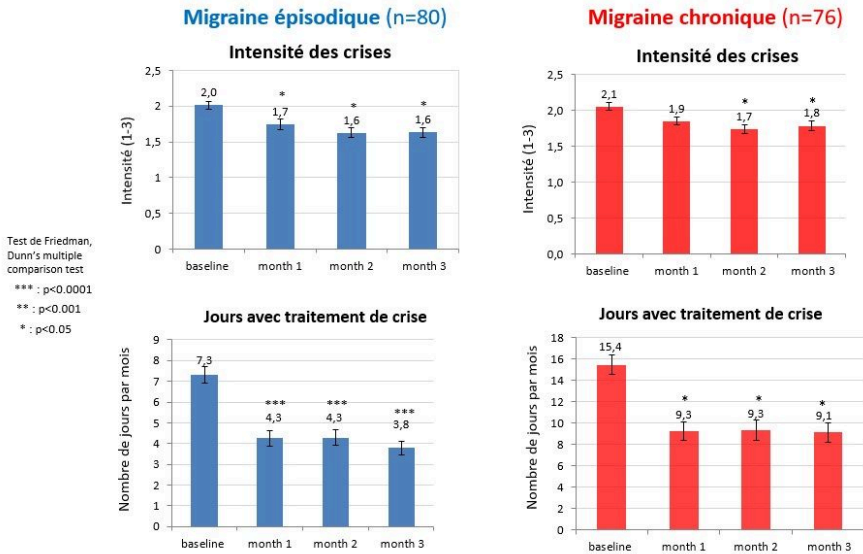 Migraine épisodique (n=80)
Intensité des crises
Intensité (1-3)
2,5
2
1,5
1
0,5
0
2,0
*
1,7
*
1,6
*
1,6
baseline
month 1
month 2
month 3
Migraine chronique (n=76)
Intensité des crises
Intensité (1-3)
2,5
2,0
1,5
1,0
0,5
0,0
2,1
1,9
*
1,7
*
1,8
baseline
month 1
month 2
month 3
Test de Friedman,
Dunn's multiple
comparison test
*** : p<0.0001
** : p<0.001
* : p<0.05
Jours avec traitement de crise
Nombre de jours par mois
9
8
7
6
5
4
3
2
1
0
7,3
***
4,3
***
4,3
***
3,8
baseline
month 1
month 2
month 3
Jours avec traitement de crise
Nombre de jours par mois
18
16
14
12
10
8
6
4
2
0
15,4
*
9,3
*
9,3
*
9,1
baseline
month 1
month 2
month 3